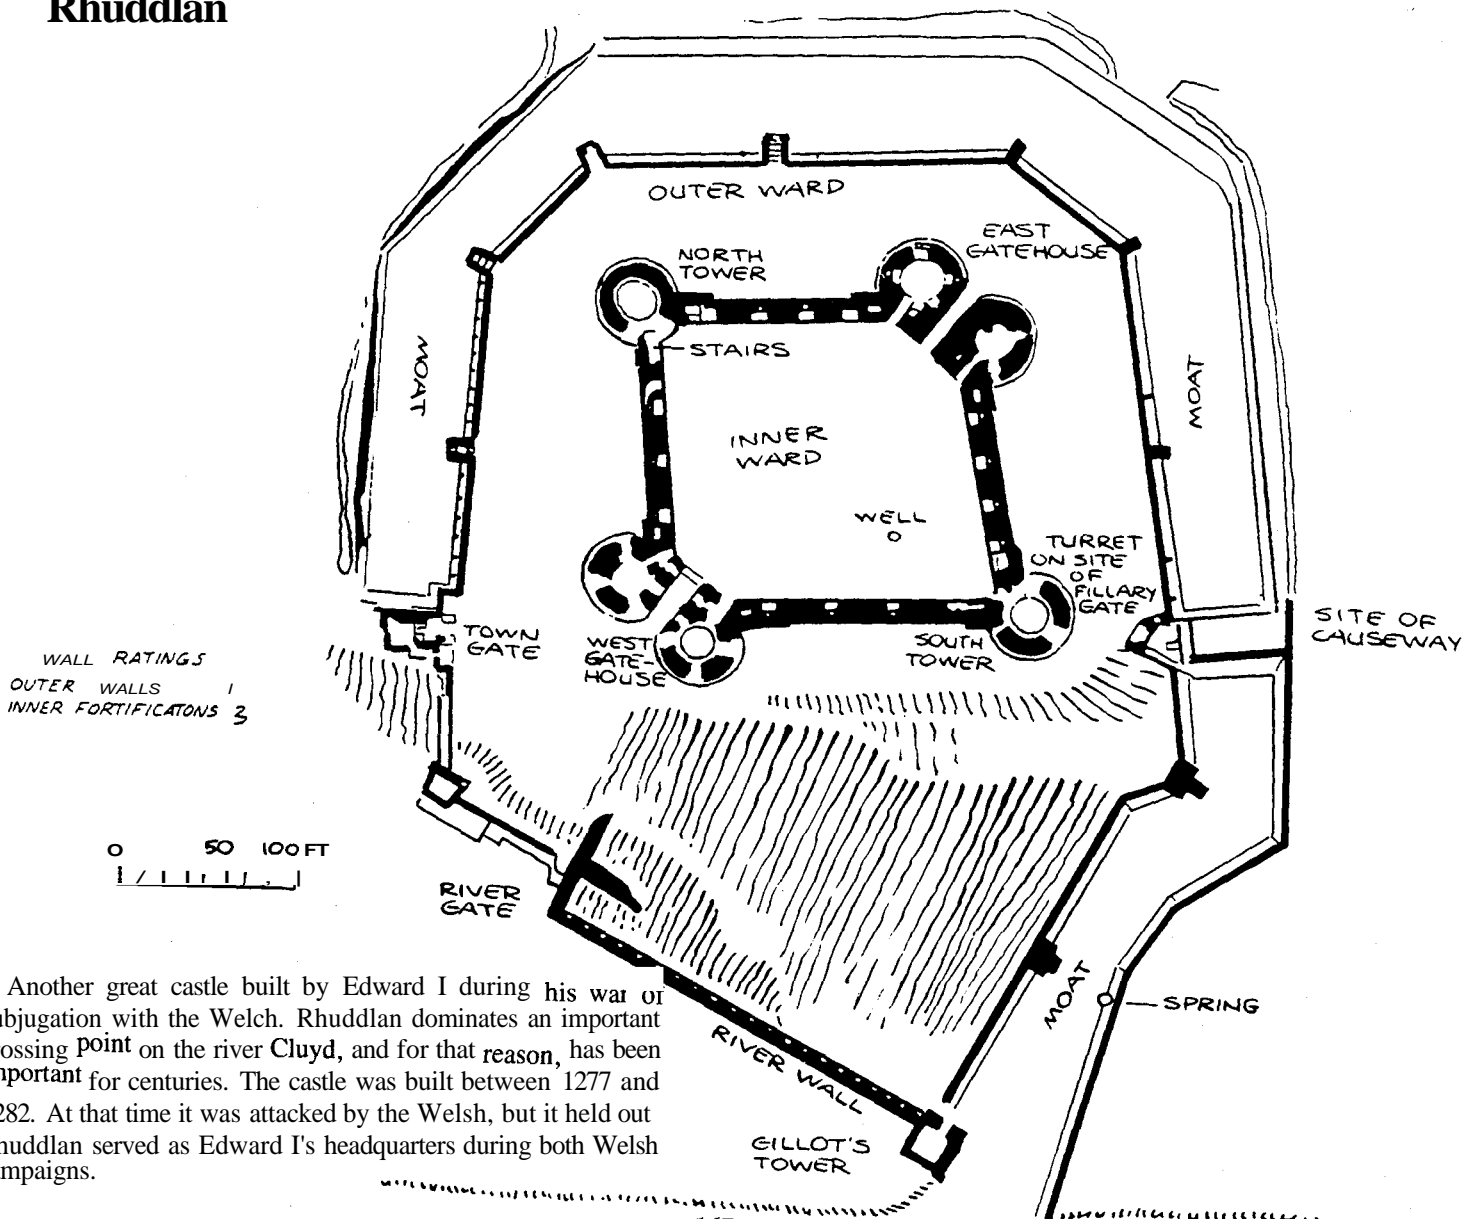 Rhuddlan
OUTER WARD
EAST
GATEHOUSE
NORTH
TOWER
STAIRS
MOAT
MOAT
INNER
WARD
WELL
TURRET
ON SITE
OF
FILLARY
GATE
SITE OF
CAUSEWAY
TOWN
GATE
WEST
GATE-
HOUSE
SOUTH
TOWER
WALL RATINGS
OUTER WALLS 1
INNER FORTIFICATONS 3
0 50 100 FT
RIVER
GATE
MOAT
SPRING
RIVER WALL
GILLOT'S
TOWER
Another great castle built by Edward I during his war of
ubjugation with the Welch. Rhuddlan dominates an important
rossing point on the river Cluyd, and for that reason, has been
nportant for centuries. The castle was built between 1277 and
282. At that time it was attacked by the Welsh, but it held out
huddlan served as Edward I's headquarters during both Welsh
mpaigns.